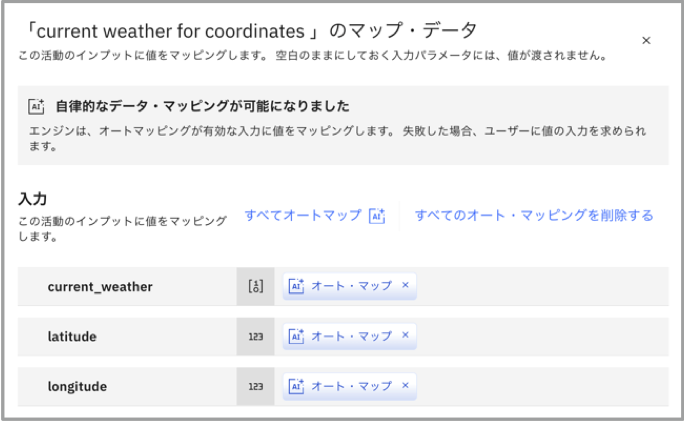 「current weather for coordinates 」のマップ・データ
この活動のインプットに値をマッピングします。 空白のままにしておく入力パラメータには、値が渡されません。
自律的なデータ・マッピングが可能になりました
エンジンは、オートマッピングが有効な入力に値をマッピングします。 失敗した場合、ユーザーに値の入力を求められ
ます。
入力
この活動のインプットに値をマッピング
します。
すべてオートマップ AI
すべてのオート・マッピングを削除する
current_weather AI オート・マップ ×
latitude 123 AI オート・マップ ×
longitude 123 AI オート・マップ ×